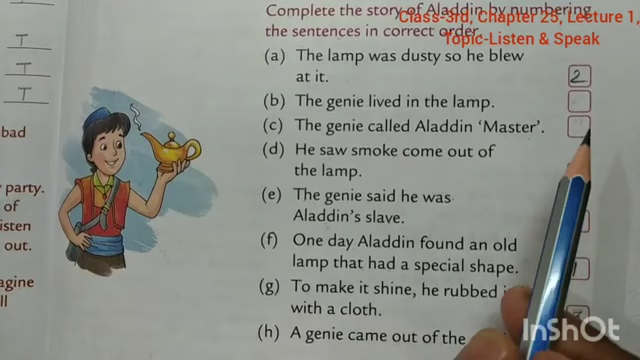 Complete the story of Aladdin by numbering
the sentences in correct order.
Class-3rd, Chapter 25, Lecture 1,
Topic-Listen & Speak
(a) The lamp was dusty so he blew
at it.
2
(b) The genie lived in the lamp.
(c) The genie called Aladdin 'Master'.
(d) He saw smoke come out of
the lamp.
(e) The genie said he was
Aladdin's slave.
(f) One day Aladdin found an old
lamp that had a special shape.
1
(g) To make it shine, he rubbed
with a cloth.
3
(h) A genie came out of the
T
T
T
bad
party.
of
isten
out.
agine
ll
InShOt